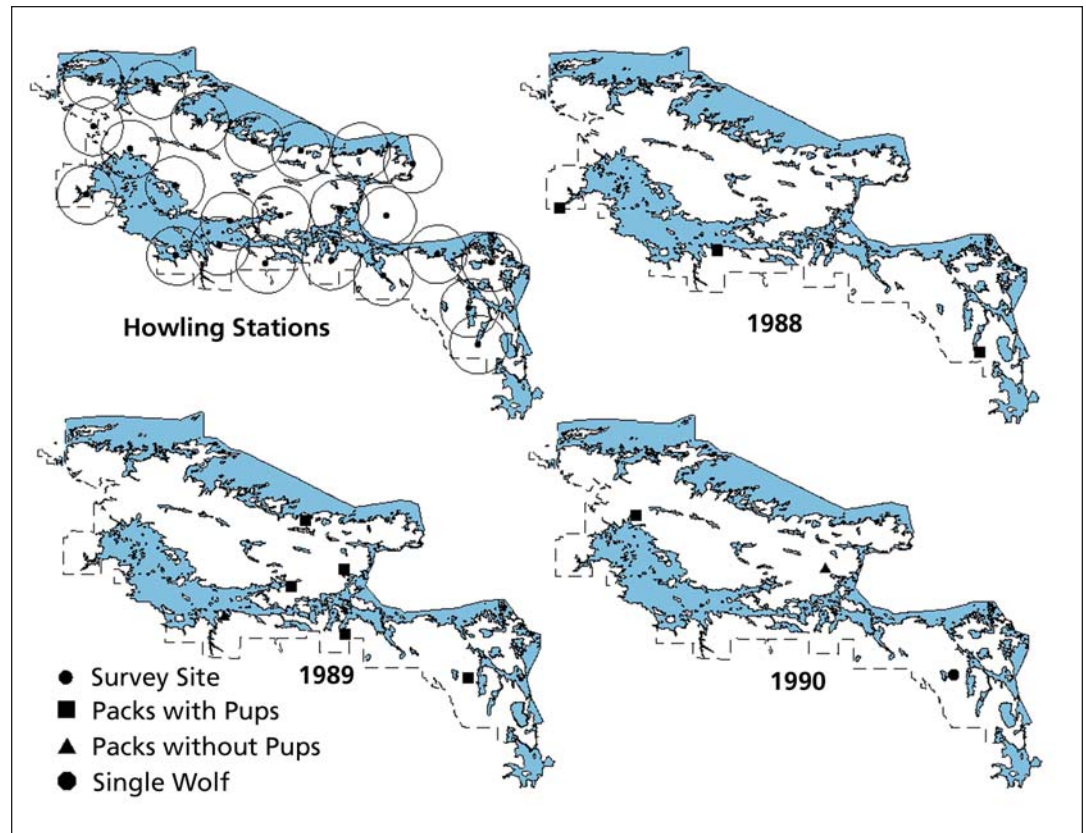 Howling Stations
1988
1989
1990
Survey Site
Packs with Pups
Packs without Pups
Single Wolf